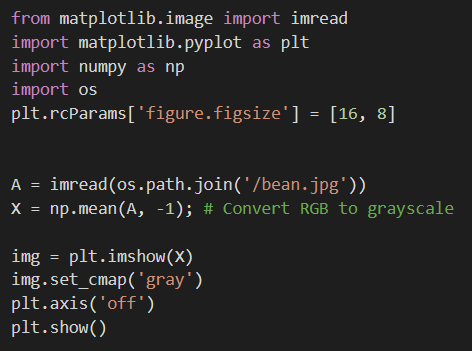 from matplotlib.image import imread
import matplotlib.pyplot as plt
import numpy as np
import os
plt.rcParams['figure.figsize'] = [16, 8]
A = imread(os.path.join('/bean.jpg'))
X = np.mean(A, -1); # Convert RGB to grayscale
img = plt.imshow(X)
img.set_cmap('gray')
plt.axis('off')
plt.show()